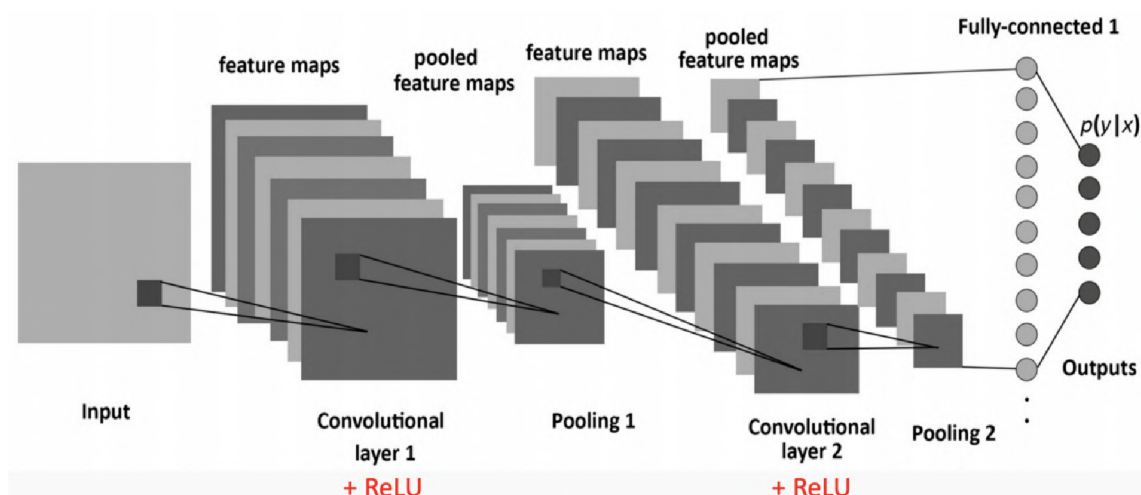 Fully-connected 1
feature maps
pooled
feature maps
feature maps
pooled
feature maps
p(y|x)
Input
Convolutional
layer 1
+ ReLU
Pooling 1
Convolutional
layer 2
+ ReLU
Pooling 2
Outputs